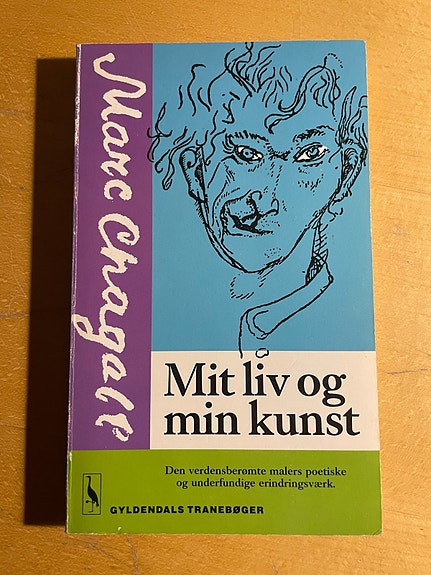 Marc Chagall
Mit liv og
min kunst
Den verdensberømte malers poetiske
og underfundige erindringsværk.
GYLDENDALS TRANEBØGER